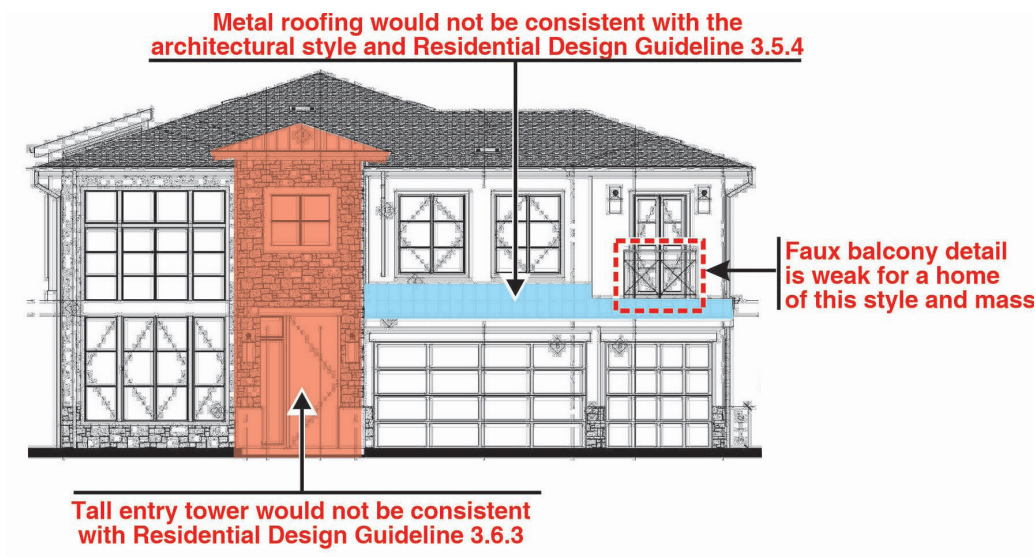 Metal roofing would not be consistent with the
architectural style and Residential Design Guideline 3.5.4
Faux balcony detail
is weak for a home
of this style and mass
Tall entry tower would not be consistent
with Residential Design Guideline 3.6.3